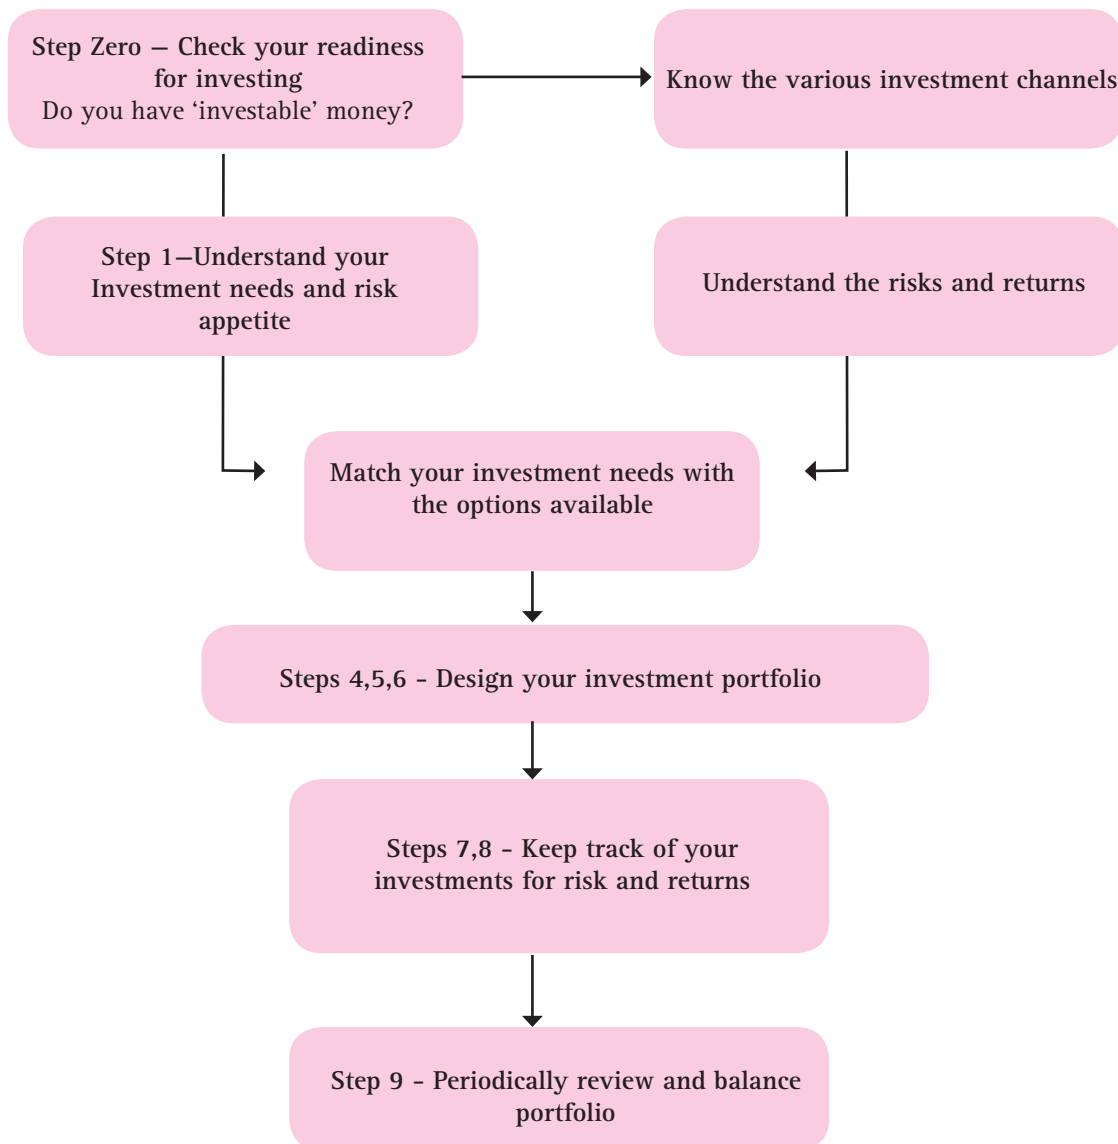 Step Zero – Check your readiness
for investing
Do you have ‘investable’ money?
Know the various investment channels
Step 1–Understand your
Investment needs and risk
appetite
Understand the risks and returns
Match your investment needs with
the options available
Steps 4,5,6 - Design your investment portfolio
Steps 7,8 - Keep track of your
investments for risk and returns
Step 9 - Periodically review and balance
portfolio